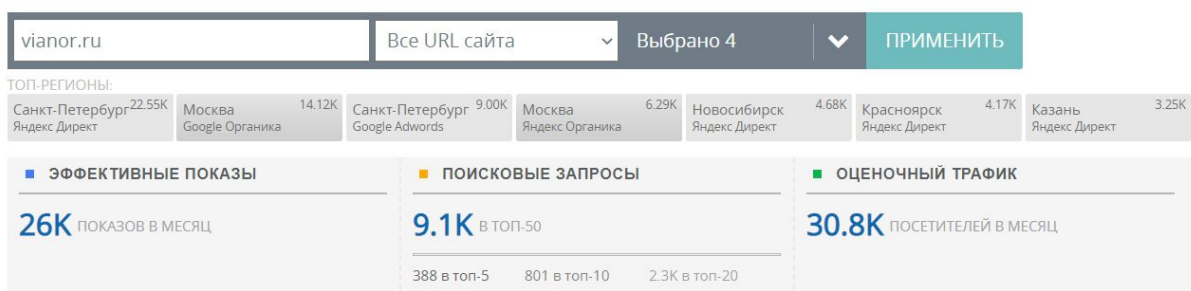 vianor.ru Все URL сайта Выбрано 4 ПРИМЕНИТЬ
ТОП-РЕГИОНЫ:
Санкт-Петербург 22.55K Москва 14.12K Санкт-Петербург 9.00K Москва 6.29K Новосибирск 4.68K Красноярск 4.17K Казань 3.25K
Яндекс Директ Google Органика Google Adwords Яндекс Органика Яндекс Директ Яндекс Директ Яндекс Директ
ЭФФЕКТИВНЫЕ ПОКАЗЫ ПОИСКОВЫЕ ЗАПРОСЫ ОЦЕНОЧНЫЙ ТРАФИК
26K ПОКАЗОВ В МЕСЯЦ 9.1K В ТОП-50 30.8K ПОСЕТИТЕЛЕЙ В МЕСЯЦ
388 в топ-5 801 в топ-10 2.3K в топ-20